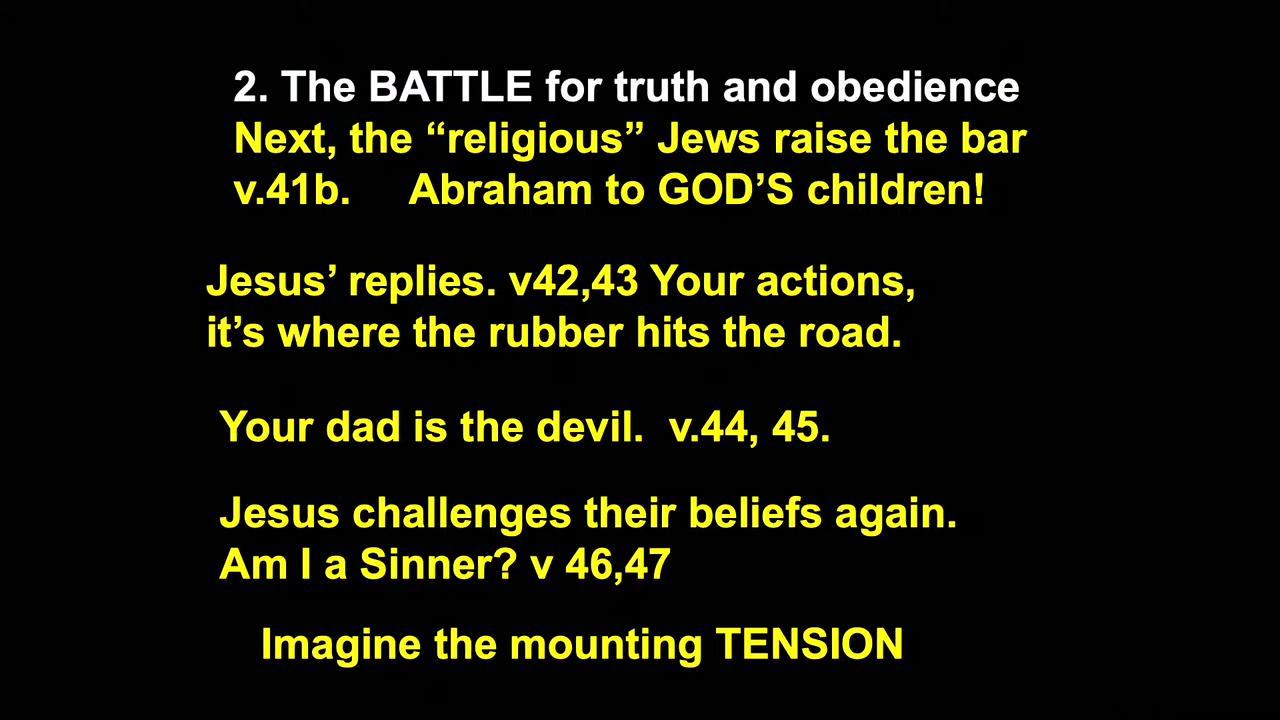 2. The BATTLE for truth and obedience
Next, the “religious” Jews raise the bar
v.41b. Abraham to GOD’S children!
Jesus’ replies. v42,43 Your actions,
it’s where the rubber hits the road.
Your dad is the devil. v.44, 45.
Jesus challenges their beliefs again.
Am I a Sinner? v 46,47
Imagine the mounting TENSION